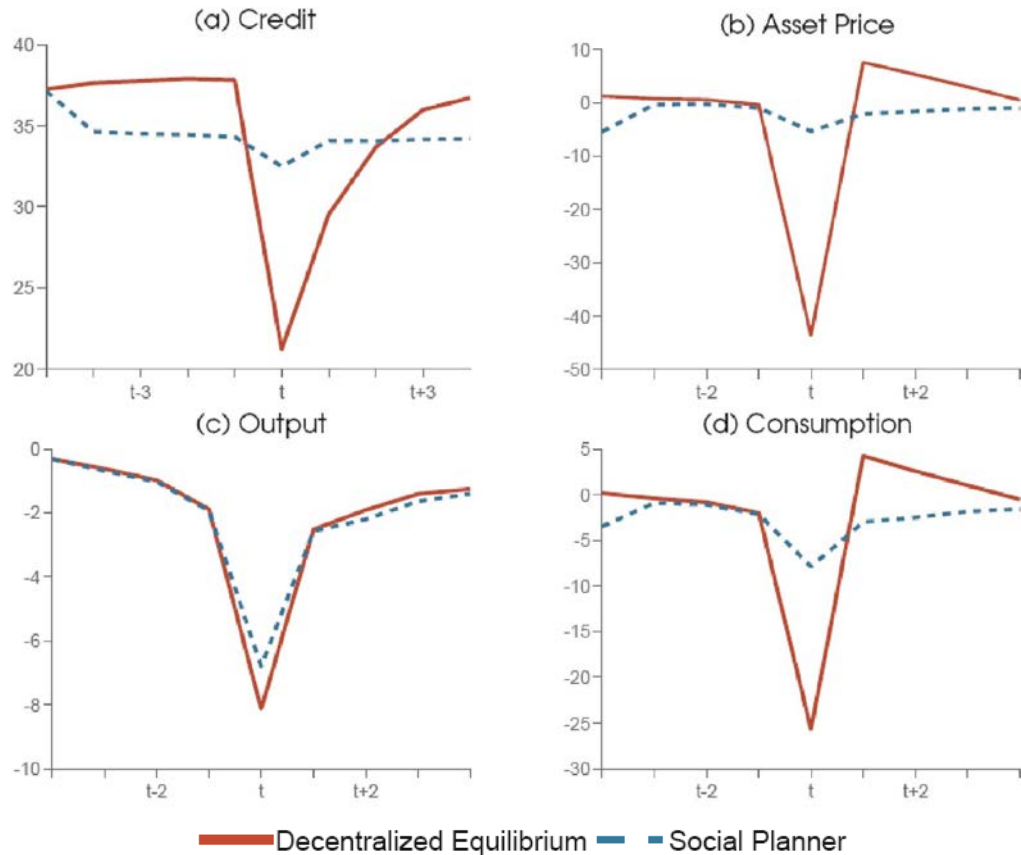 (a) Credit
40
35
30
25
20
t-3 t t+3
(b) Asset Price
10
0
-10
-20
-30
-40
-50
t-2 t t+2
(c) Output
0
-2
-4
-6
-8
-10
t-2 t t+2
(d) Consumption
5
0
-5
-10
-15
-20
-25
-30
t-2 t t+2
Decentralized Equilibrium Social Planner